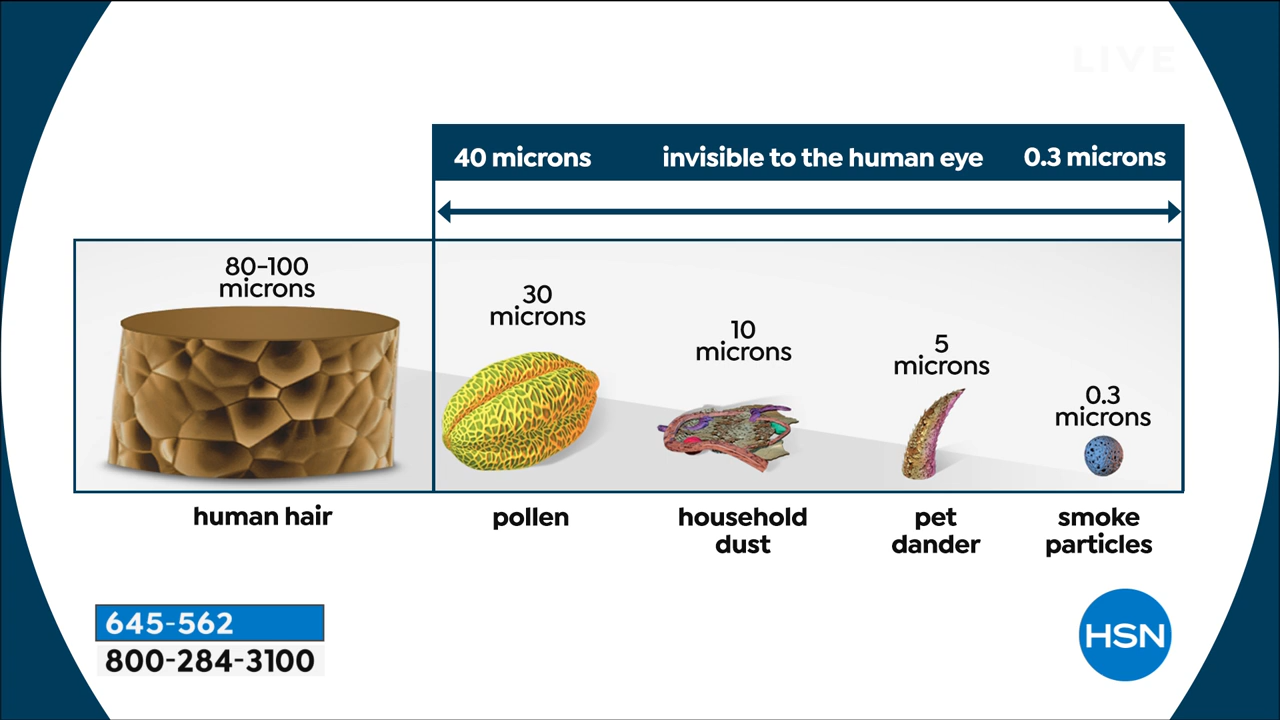 LIVE
40 microns invisible to the human eye 0.3 microns
80-100
microns
30
microns
10
microns
5
microns
0.3
microns
human hair
pollen
household
dust
pet
dander
smoke
particles
645-562
800-284-3100
HSN